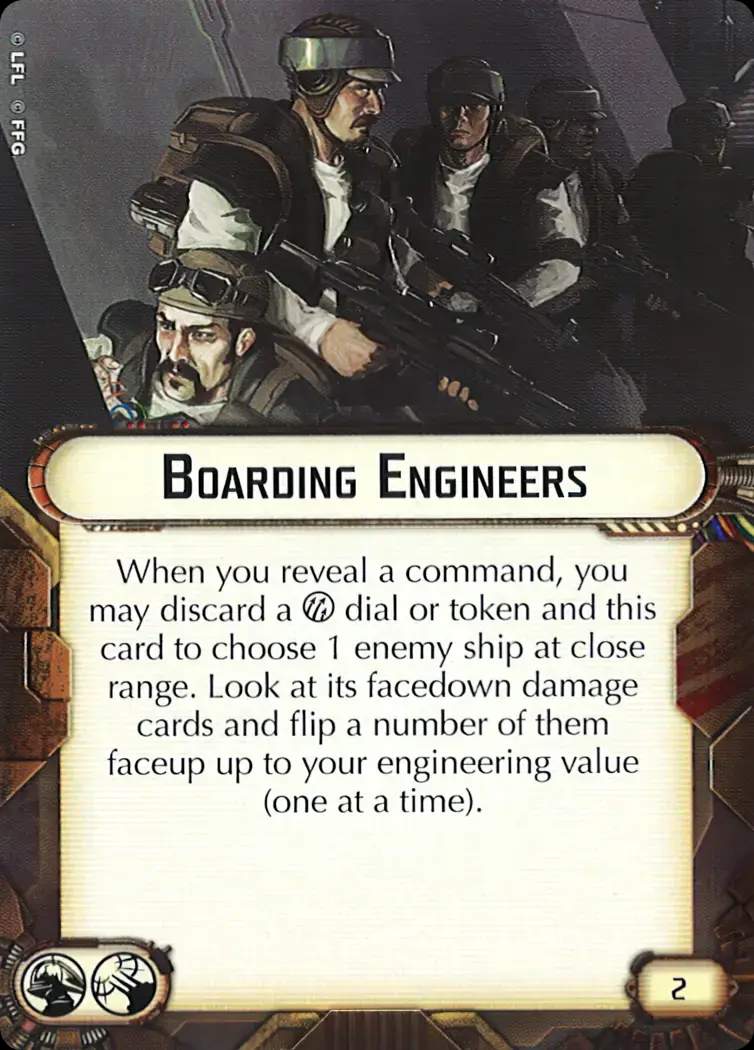 © LFL © FFG
Boarding Engineers
When you reveal a command, you
may discard a dial or token and this
card to choose 1 enemy ship at close
range. Look at its facedown damage
cards and flip a number of them
faceup up to your engineering value
(one at a time).
2